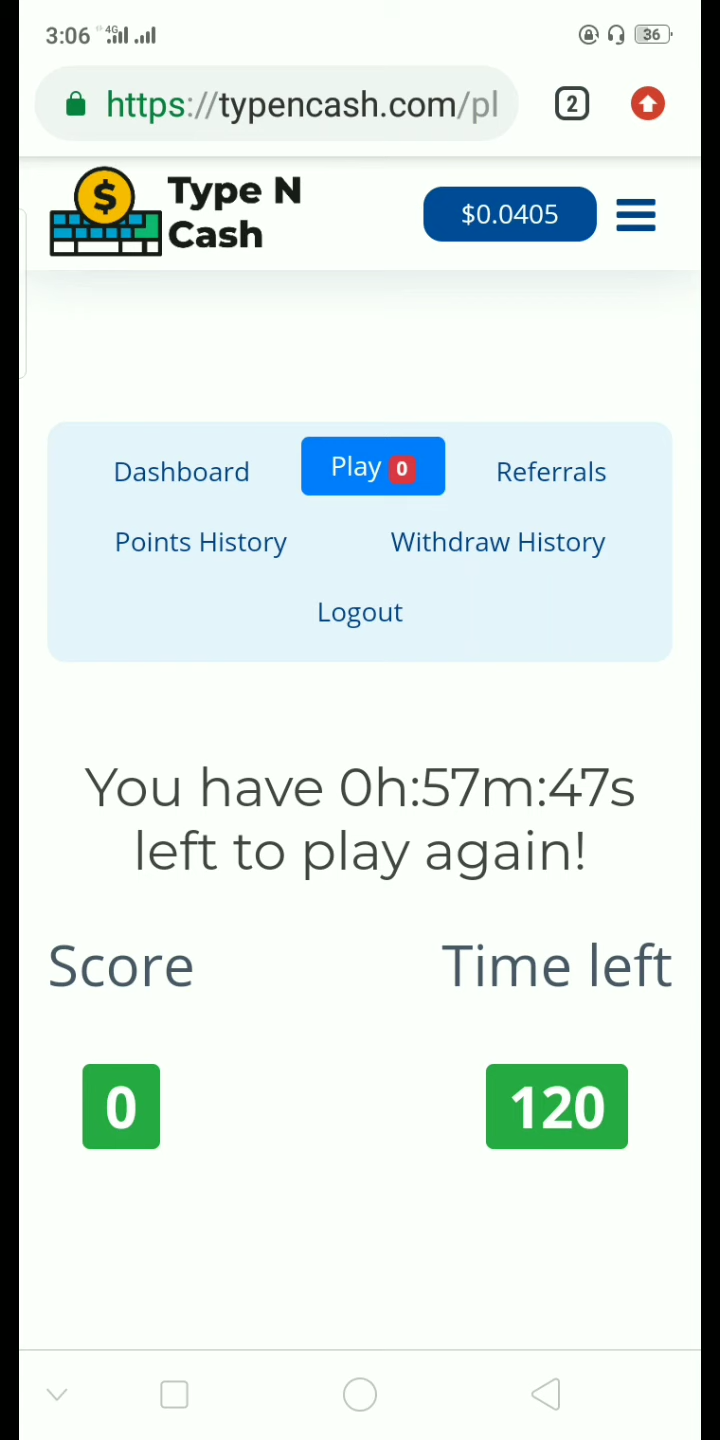 3:06 4G 36
https://typencash.com/pl 2
Type N
Cash
$0.0405
Dashboard Play 0 Referrals
Points History Withdraw History
Logout
You have 0h:57m:47s
left to play again!
Score Time left
0 120